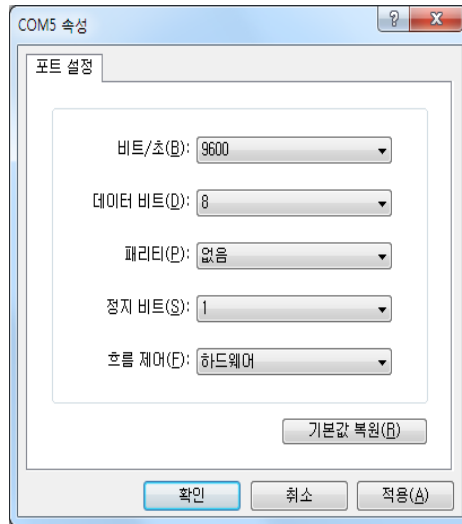 COM5 속성
포트 설정
비트/초(B): 9600
데이터 비트(D): 8
패리티(P): 없음
정지 비트(S): 1
흐름 제어(F): 하드웨어
기본값 복원(R)
확인 취소 적용(A)